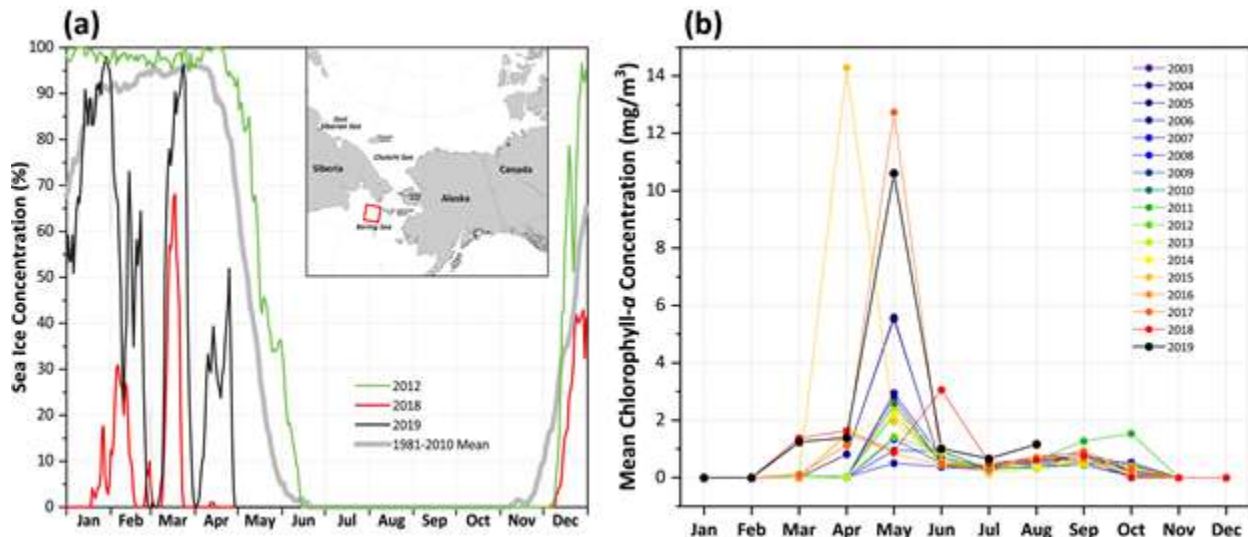 (a)
Sea Ice Concentration (%)
100
90
80
70
60
50
40
30
20
10
0
Jan Feb Mar Apr May Jun Jul Aug Sep Oct Nov Dec
East
Siberian Sea
Chukchi Sea
Siberia
Canada
Alaska
Bering Sea
2012
2018
2019
1981-2010 Mean
(b)
Mean Chlorophyll-a Concentration (mg/m³)
14
12
10
8
6
4
2
0
Jan Feb Mar Apr May Jun Jul Aug Sep Oct Nov Dec
2003
2004
2005
2006
2007
2008
2009
2010
2011
2012
2013
2014
2015
2016
2017
2018
2019